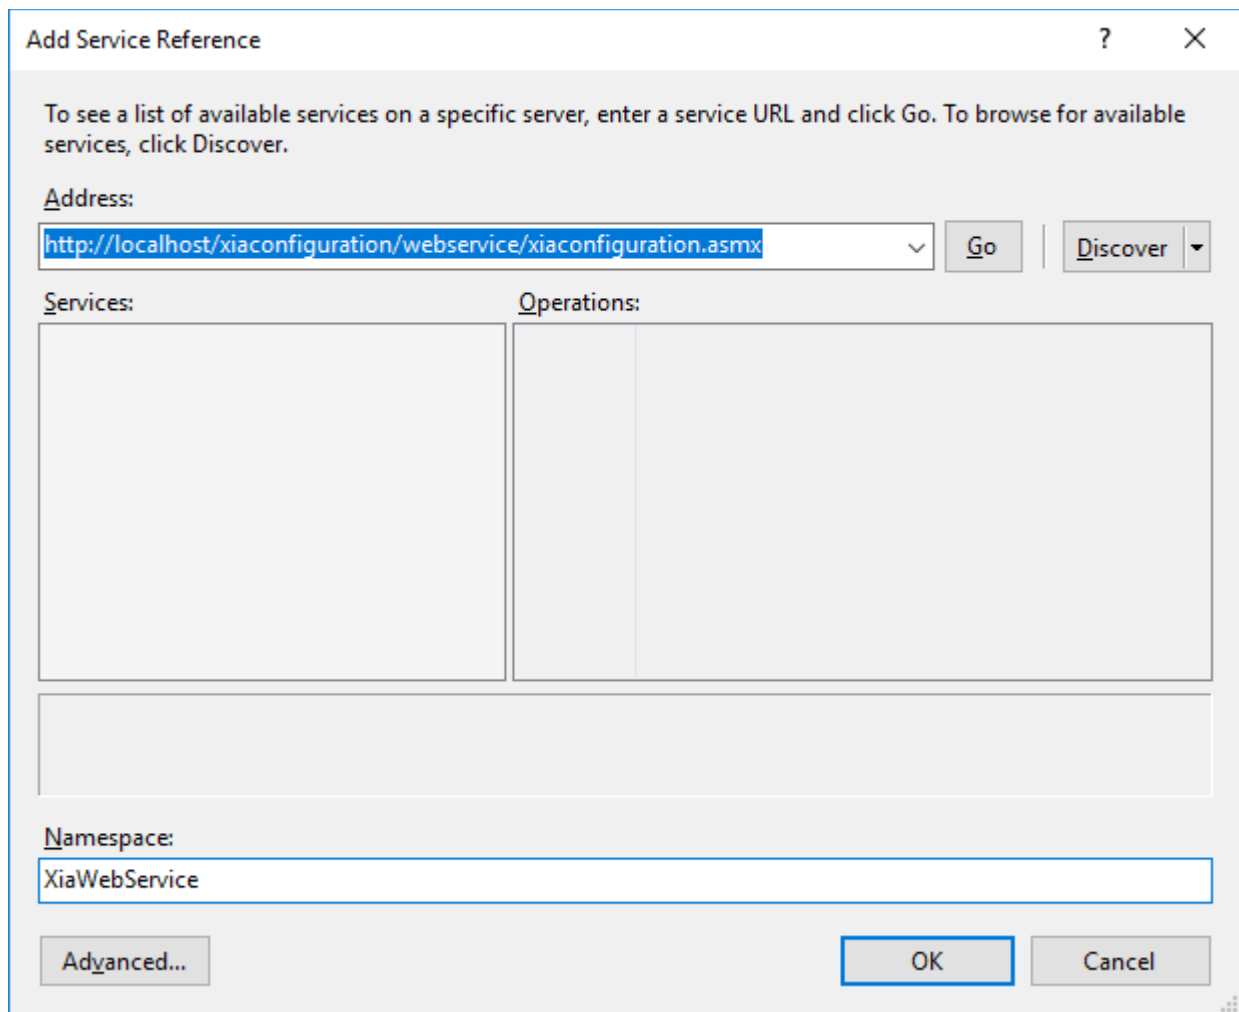 Add Service Reference
?
To see a list of available services on a specific server, enter a service URL and click Go. To browse for available
services, click Discover.
Address:
http://localhost/xiaconfiguration/webservice/xiaconfiguration.asmx
Go
Discover
Services:
Operations:
Namespace:
XiaWebService
Advanced...
OK
Cancel